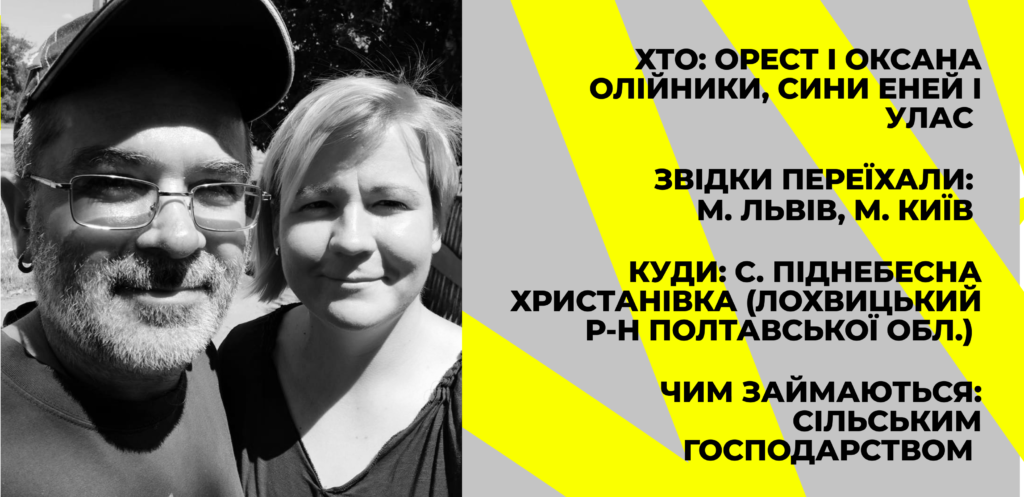 ХТО: ОРЕСТ І ОКСАНА
ОЛІЙНИКИ, СИНИ ЕНЕЙ І
УЛАС
ЗВІДКИ ПЕРЕЇХАЛИ:
М. ЛЬВІВ, М. КИЇВ
КУДИ: С. ПІДНЕБЕСНА
ХРИСТАНІВКА (ЛОХВИЦЬКИЙ
Р-Н ПОЛТАВСЬКОЇ ОБЛ.)
ЧИМ ЗАЙМАЮТЬСЯ:
СІЛЬСЬКИМ
ГОСПОДАРСТВОМ